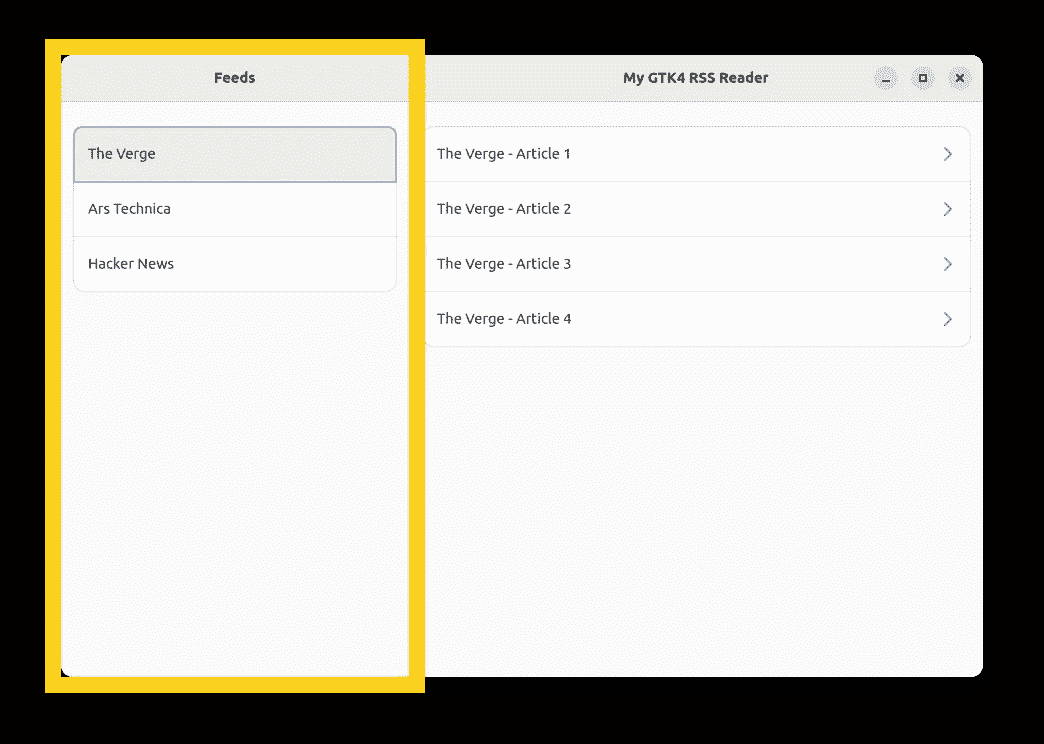 Feeds
The Verge
Ars Technica
Hacker News
My GTK4 RSS Reader
The Verge - Article 1
The Verge - Article 2
The Verge - Article 3
The Verge - Article 4